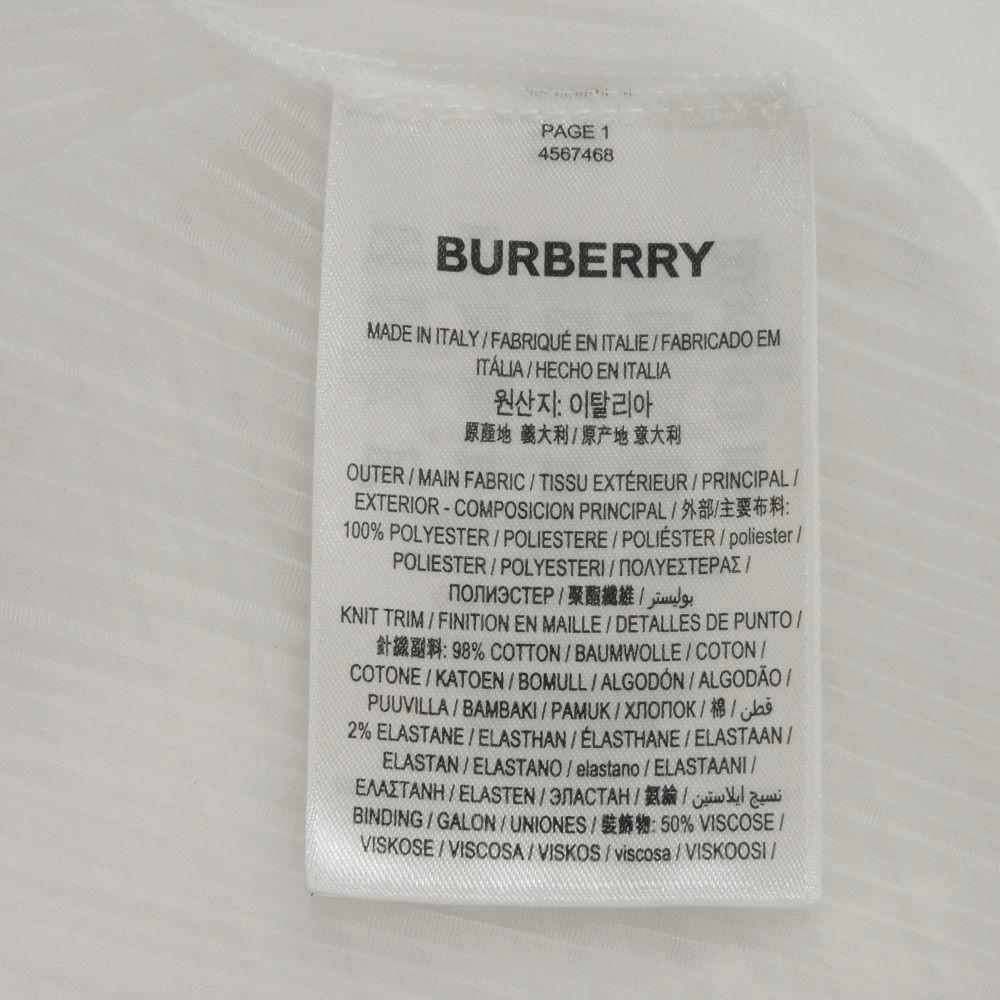 PAGE 1
4567468
BURBERRY
MADE IN ITALY / FABRIQUÉ EN ITALIE / FABRICADO EM
ITÁLIA / HECHO EN ITALIA
원산지: 이탈리아
原產地 義大利 / 原产地 意大利
OUTER / MAIN FABRIC / TISSU EXTÉRIEUR / PRINCIPAL /
EXTERIOR - COMPOSICION PRINCIPAL / 外部/主要布料:
100% POLYESTER / POLIESTERE / POLIÉSTER / poliester /
POLIESTER / POLYESTERI / ΠΟΛΥΕΣΤΕΡΑΣ /
ПОЛИЭСТЕР / 聚酯纖維 / بوليستر
KNIT TRIM / FINITION EN MAILLE / DETALLES DE PUNTO /
針織副料: 98% COTTON / BAUMWOLLE / COTON /
COTONE / KATOEN / BOMULL / ALGODÓN / ALGODÃO /
PUUVILLA / BAMBAKI / PAMUK / ХЛОПОК / 棉 / قطن /
2% ELASTANE / ELASTHAN / ÉLASTHANE / ELASTAAN /
ELASTAN / ELASTANO / elastano / ELASTAANI /
ΕΛΑΣΤΑΝΗ / ELASTEN / ЭЛАСТАН / 氨綸 / نسيج ايلاستين
BINDING / GALON / UNIONES / 裝飾物: 50% VISCOSE /
VISKOSE / VISCOSA / VISKOS / viscosa / VISKOOSI /